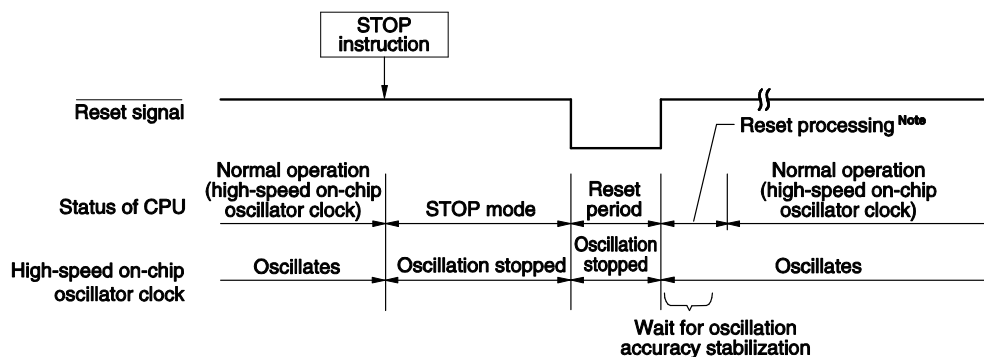 STOP
instruction
Reset signal
Reset processing Note
Normal operation
(high-speed on-chip
oscillator clock)
Reset
period
Normal operation
(high-speed on-chip
oscillator clock)
Status of CPU
STOP mode
High-speed on-chip
oscillator clock
Oscillates
Oscillation stopped
Oscillation
stopped
Oscillates
Wait for oscillation
accuracy stabilization